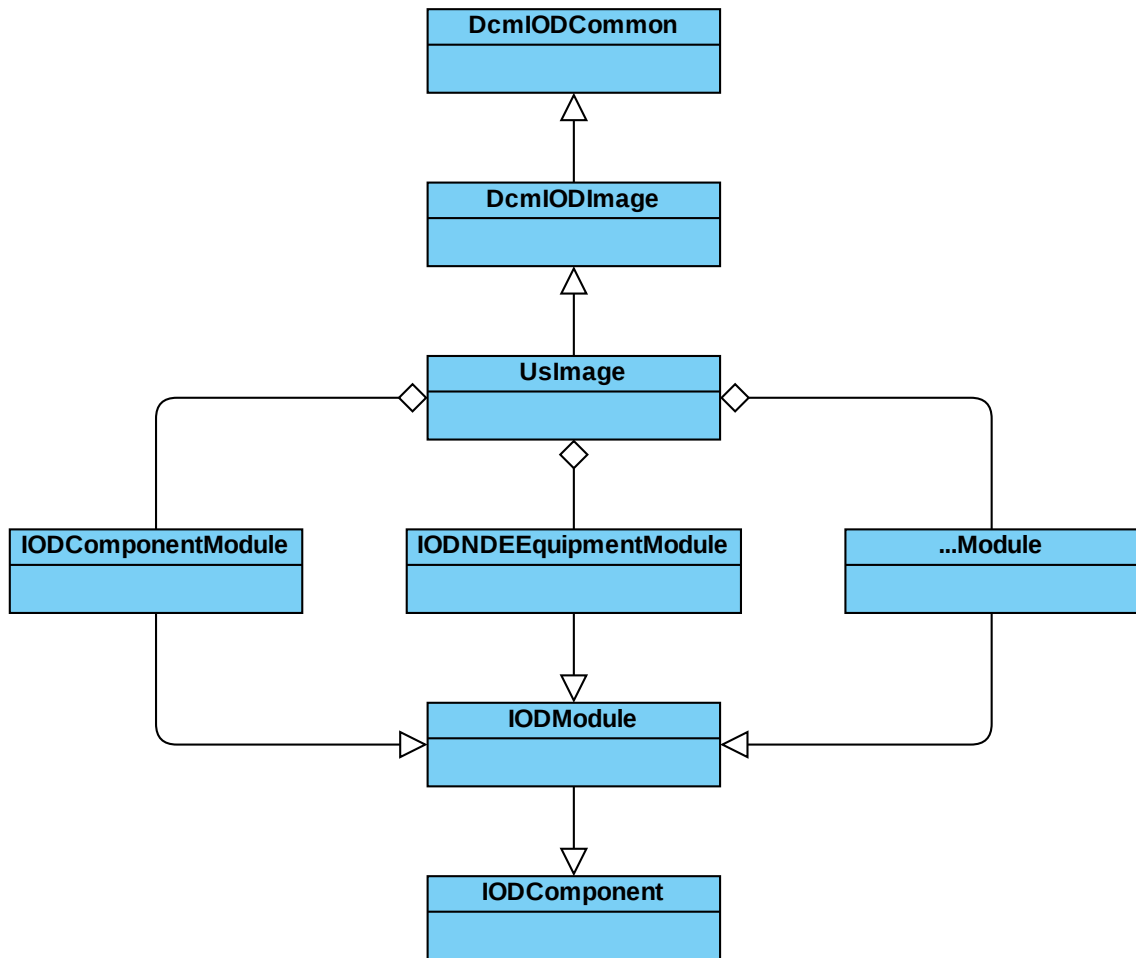 DcmIODCommon
DcmIODImage
UsImage
IODComponentModule
IODNDEEquipmentModule
...Module
IODModule
IODComponent